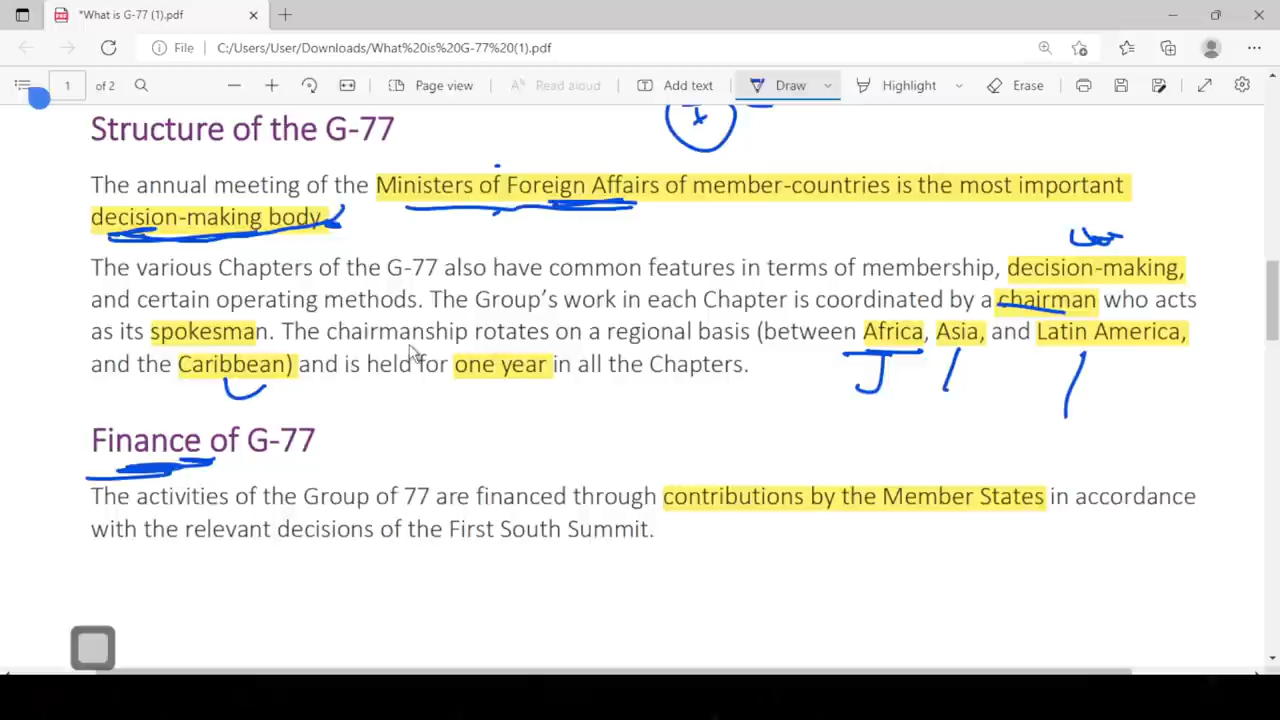 *What is G-77 (1).pdf
File C:/Users/User/Downloads/What%20is%20G-77%20(1).pdf
1 of 2 Page view Read aloud Add text Draw Highlight Erase
Structure of the G-77
The annual meeting of the Ministers of Foreign Affairs of member-countries is the most important
decision-making body.
The various Chapters of the G-77 also have common features in terms of membership, decision-making,
and certain operating methods. The Group's work in each Chapter is coordinated by a chairman who acts
as its spokesman. The chairmanship rotates on a regional basis (between Africa, Asia, and Latin America,
and the Caribbean) and is held for one year in all the Chapters.
Finance of G-77
The activities of the Group of 77 are financed through contributions by the Member States in accordance
with the relevant decisions of the First South Summit.